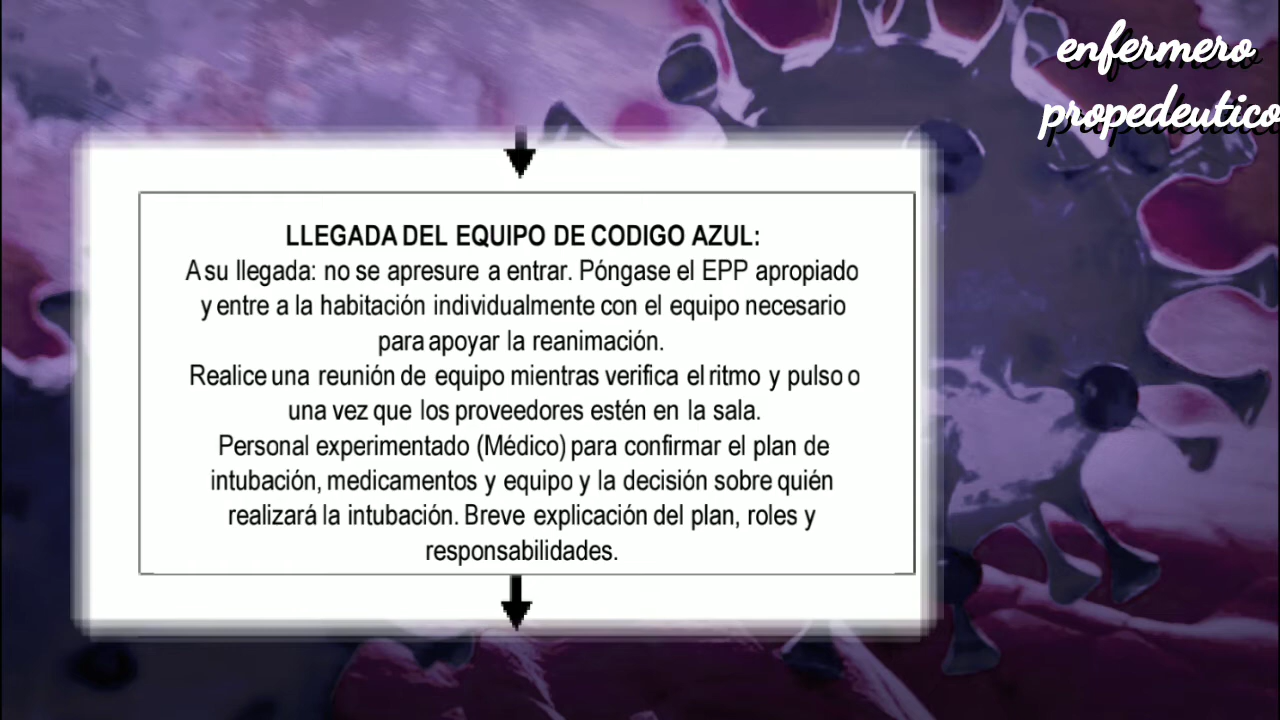 enfermero
propedeutico
LLEGADA DEL EQUIPO DE CODIGO AZUL:
A su llegada: no se apresure a entrar. Póngase el EPP apropiado
y entre a la habitación individualmente con el equipo necesario
para apoyar la reanimación.
Realice una reunión de equipo mientras verifica el ritmo y pulso o
una vez que los proveedores estén en la sala.
Personal experimentado (Médico) para confirmar el plan de
intubación, medicamentos y equipo y la decisión sobre quién
realizará la intubación. Breve explicación del plan, roles y
responsabilidades.